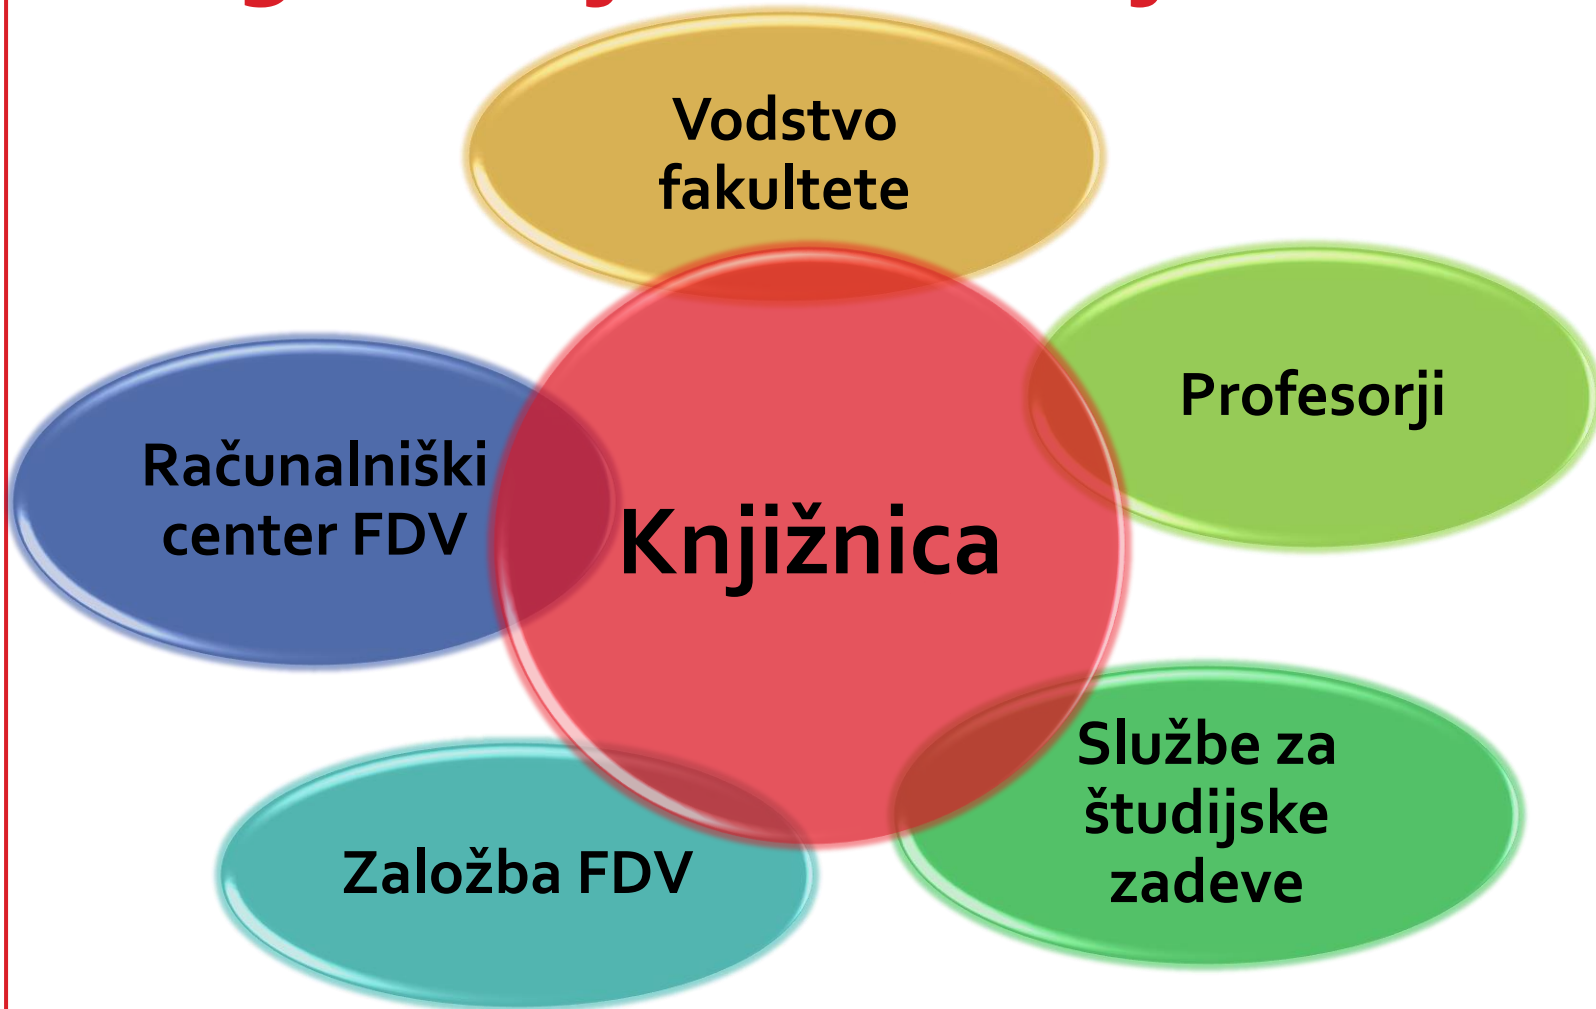 Vodstvo
fakultete
Profesorji
Računalniški
center FDV
Knjižnica
Službe za
študijske
zadeve
Založba FDV